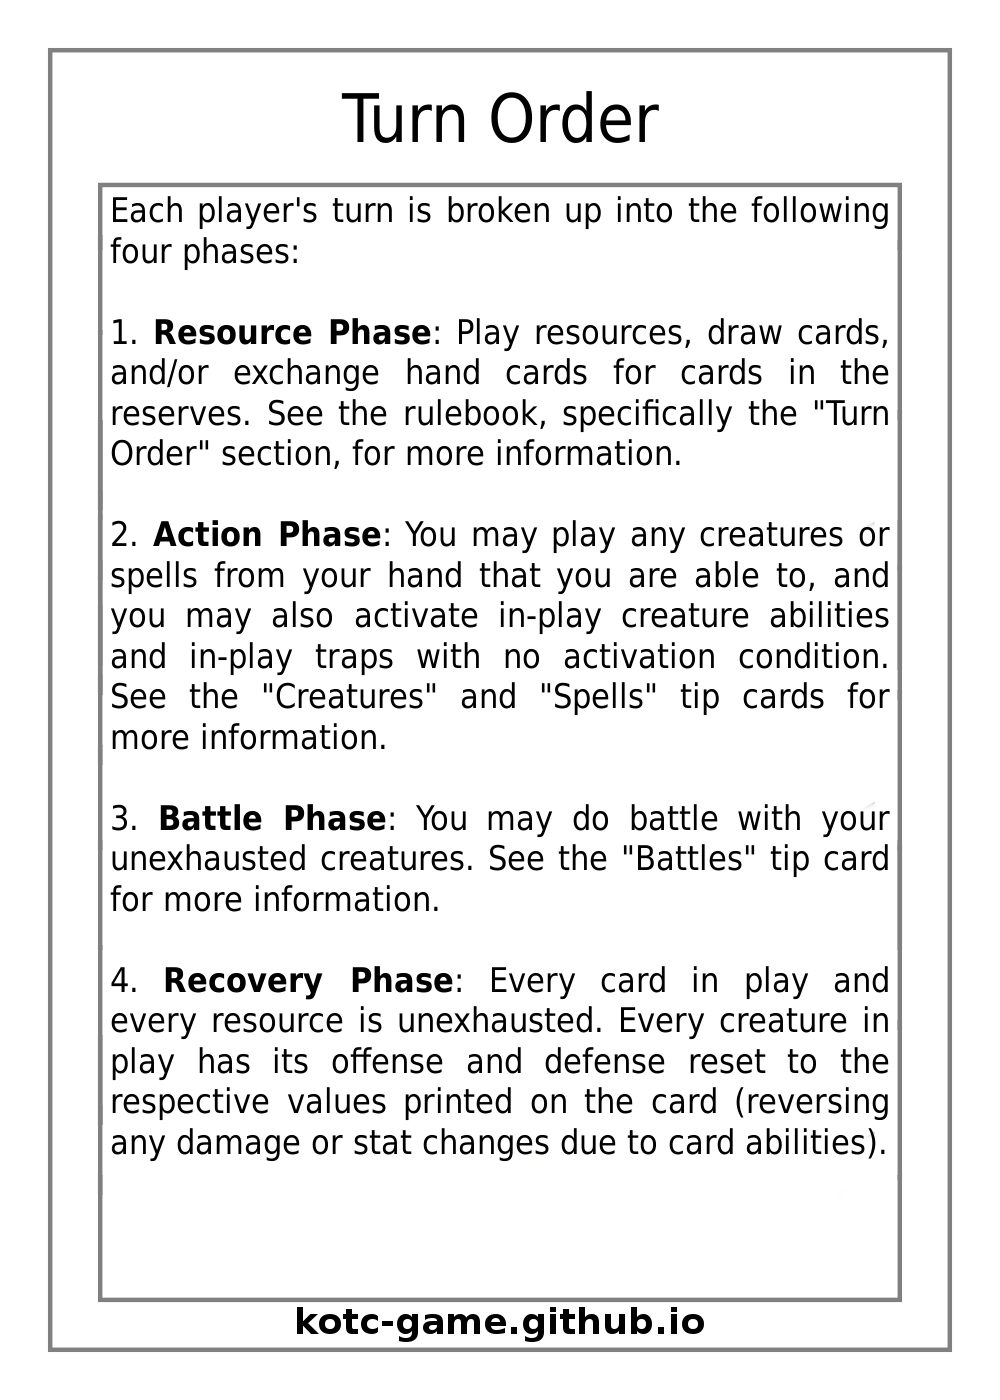 Turn Order
Each player's turn is broken up into the following
four phases:
1. Resource Phase: Play resources, draw cards,
and/or exchange hand cards for cards in the
reserves. See the rulebook, specifically the "Turn
Order" section, for more information.
2. Action Phase: You may play any creatures or
spells from your hand that you are able to, and
you may also activate in-play creature abilities
and in-play traps with no activation condition.
See the "Creatures" and "Spells" tip cards for
more information.
3. Battle Phase: You may do battle with your
unexhausted creatures. See the "Battles" tip card
for more information.
4. Recovery Phase: Every card in play and
every resource is unexhausted. Every creature in
play has its offense and defense reset to the
respective values printed on the card (reversing
any damage or stat changes due to card abilities).
kotc-game.github.io